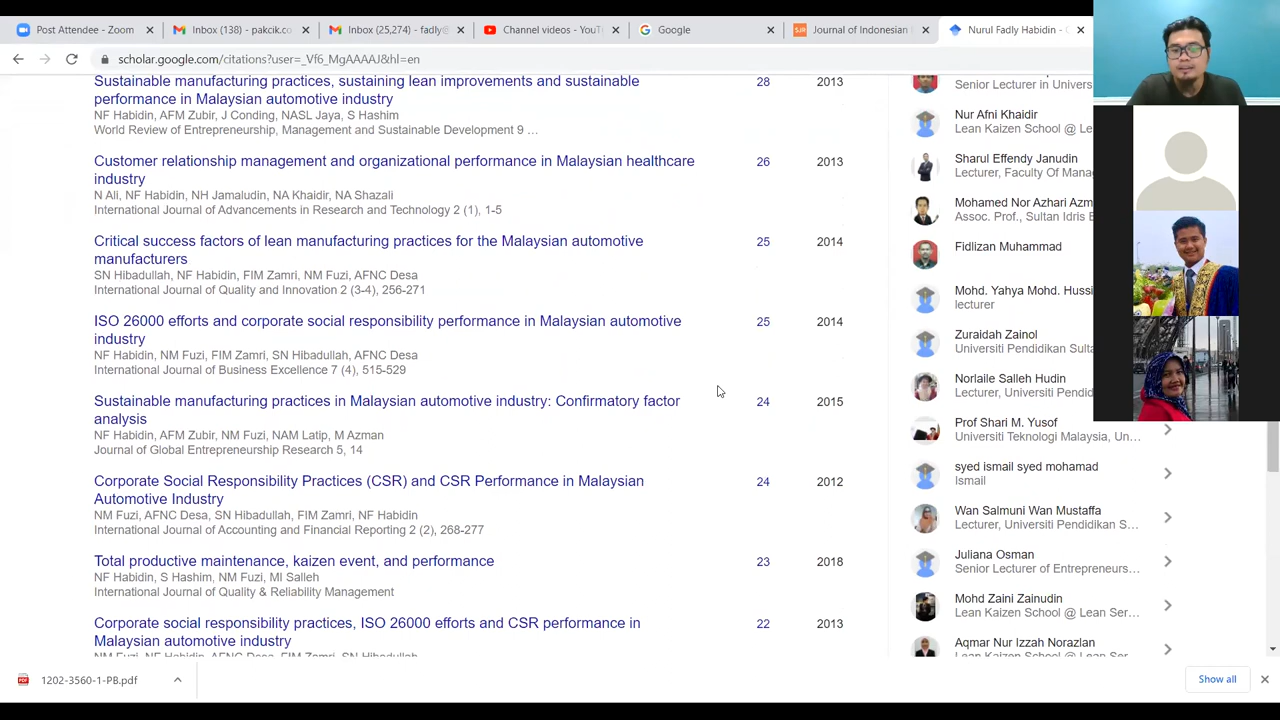 Post Attendee - Zoom
Inbox (138) - pakcik.co
Inbox (25,274) - fadly@
Channel videos - YouT
Google
Journal of Indonesian
Nurul Fadly Habidin -
scholar.google.com/citations?user=_Vf6_MgAAAAJ&hl=en
Sustainable manufacturing practices, sustaining lean improvements and sustainable
performance in Malaysian automotive industry
28
2013
NF Habidin, AFM Zubir, J Conding, NASL Jaya, S Hashim
World Review of Entrepreneurship, Management and Sustainable Development 9 ...
Customer relationship management and organizational performance in Malaysian healthcare
industry
26
2013
N Ali, NF Habidin, NH Jamaludin, NA Khaidir, NA Shazali
International Journal of Advancements in Research and Technology 2 (1), 1-5
Critical success factors of lean manufacturing practices for the Malaysian automotive
manufacturers
25
2014
SN Hibadullah, NF Habidin, FIM Zamri, NM Fuzi, AFNC Desa
International Journal of Quality and Innovation 2 (3-4), 256-271
ISO 26000 efforts and corporate social responsibility performance in Malaysian automotive
industry
25
2014
NF Habidin, NM Fuzi, FIM Zamri, SN Hibadullah, AFNC Desa
International Journal of Business Excellence 7 (4), 515-529
Sustainable manufacturing practices in Malaysian automotive industry: Confirmatory factor
analysis
24
2015
NF Habidin, AFM Zubir, NM Fuzi, NAM Latip, M Azman
Journal of Global Entrepreneurship Research 5, 14
Corporate Social Responsibility Practices (CSR) and CSR Performance in Malaysian
Automotive Industry
24
2012
NM Fuzi, AFNC Desa, SN Hibadullah, FIM Zamri, NF Habidin
International Journal of Accounting and Financial Reporting 2 (2), 268-277
Total productive maintenance, kaizen event, and performance
23
2018
NF Habidin, S Hashim, NM Fuzi, MI Salleh
International Journal of Quality & Reliability Management
Corporate social responsibility practices, ISO 26000 efforts and CSR performance in
Malaysian automotive industry
22
2013
NM Fuzi, NF Habidin, AFNC Desa, FIM Zamri, SN Hibadullah
Senior Lecturer in Univers
Nur Afni Khaidir
Lean Kaizen School @ Le
Sharul Effendy Janudin
Lecturer, Faculty Of Mana
Mohamed Nor Azhari Azm
Assoc. Prof., Sultan Idris E
Fidlizan Muhammad
Mohd. Yahya Mohd. Hussi
lecturer
Zuraidah Zainol
Universiti Pendidikan Sulta
Norlaile Salleh Hudin
Lecturer, Universiti Pendid
Prof Shari M. Yusof
Universiti Teknologi Malaysia, Un...
syed ismail syed mohamad
Ismail
Wan Salmuni Wan Mustaffa
Lecturer, Universiti Pendidikan S...
Juliana Osman
Senior Lecturer of Entrepreneurs...
Mohd Zaini Zainudin
Lean Kaizen School @ Lean Ser...
Aqmar Nur Izzah Norazlan
Lean Kaizen School @ Lean Ser...
1202-3560-1-PB.pdf
Show all